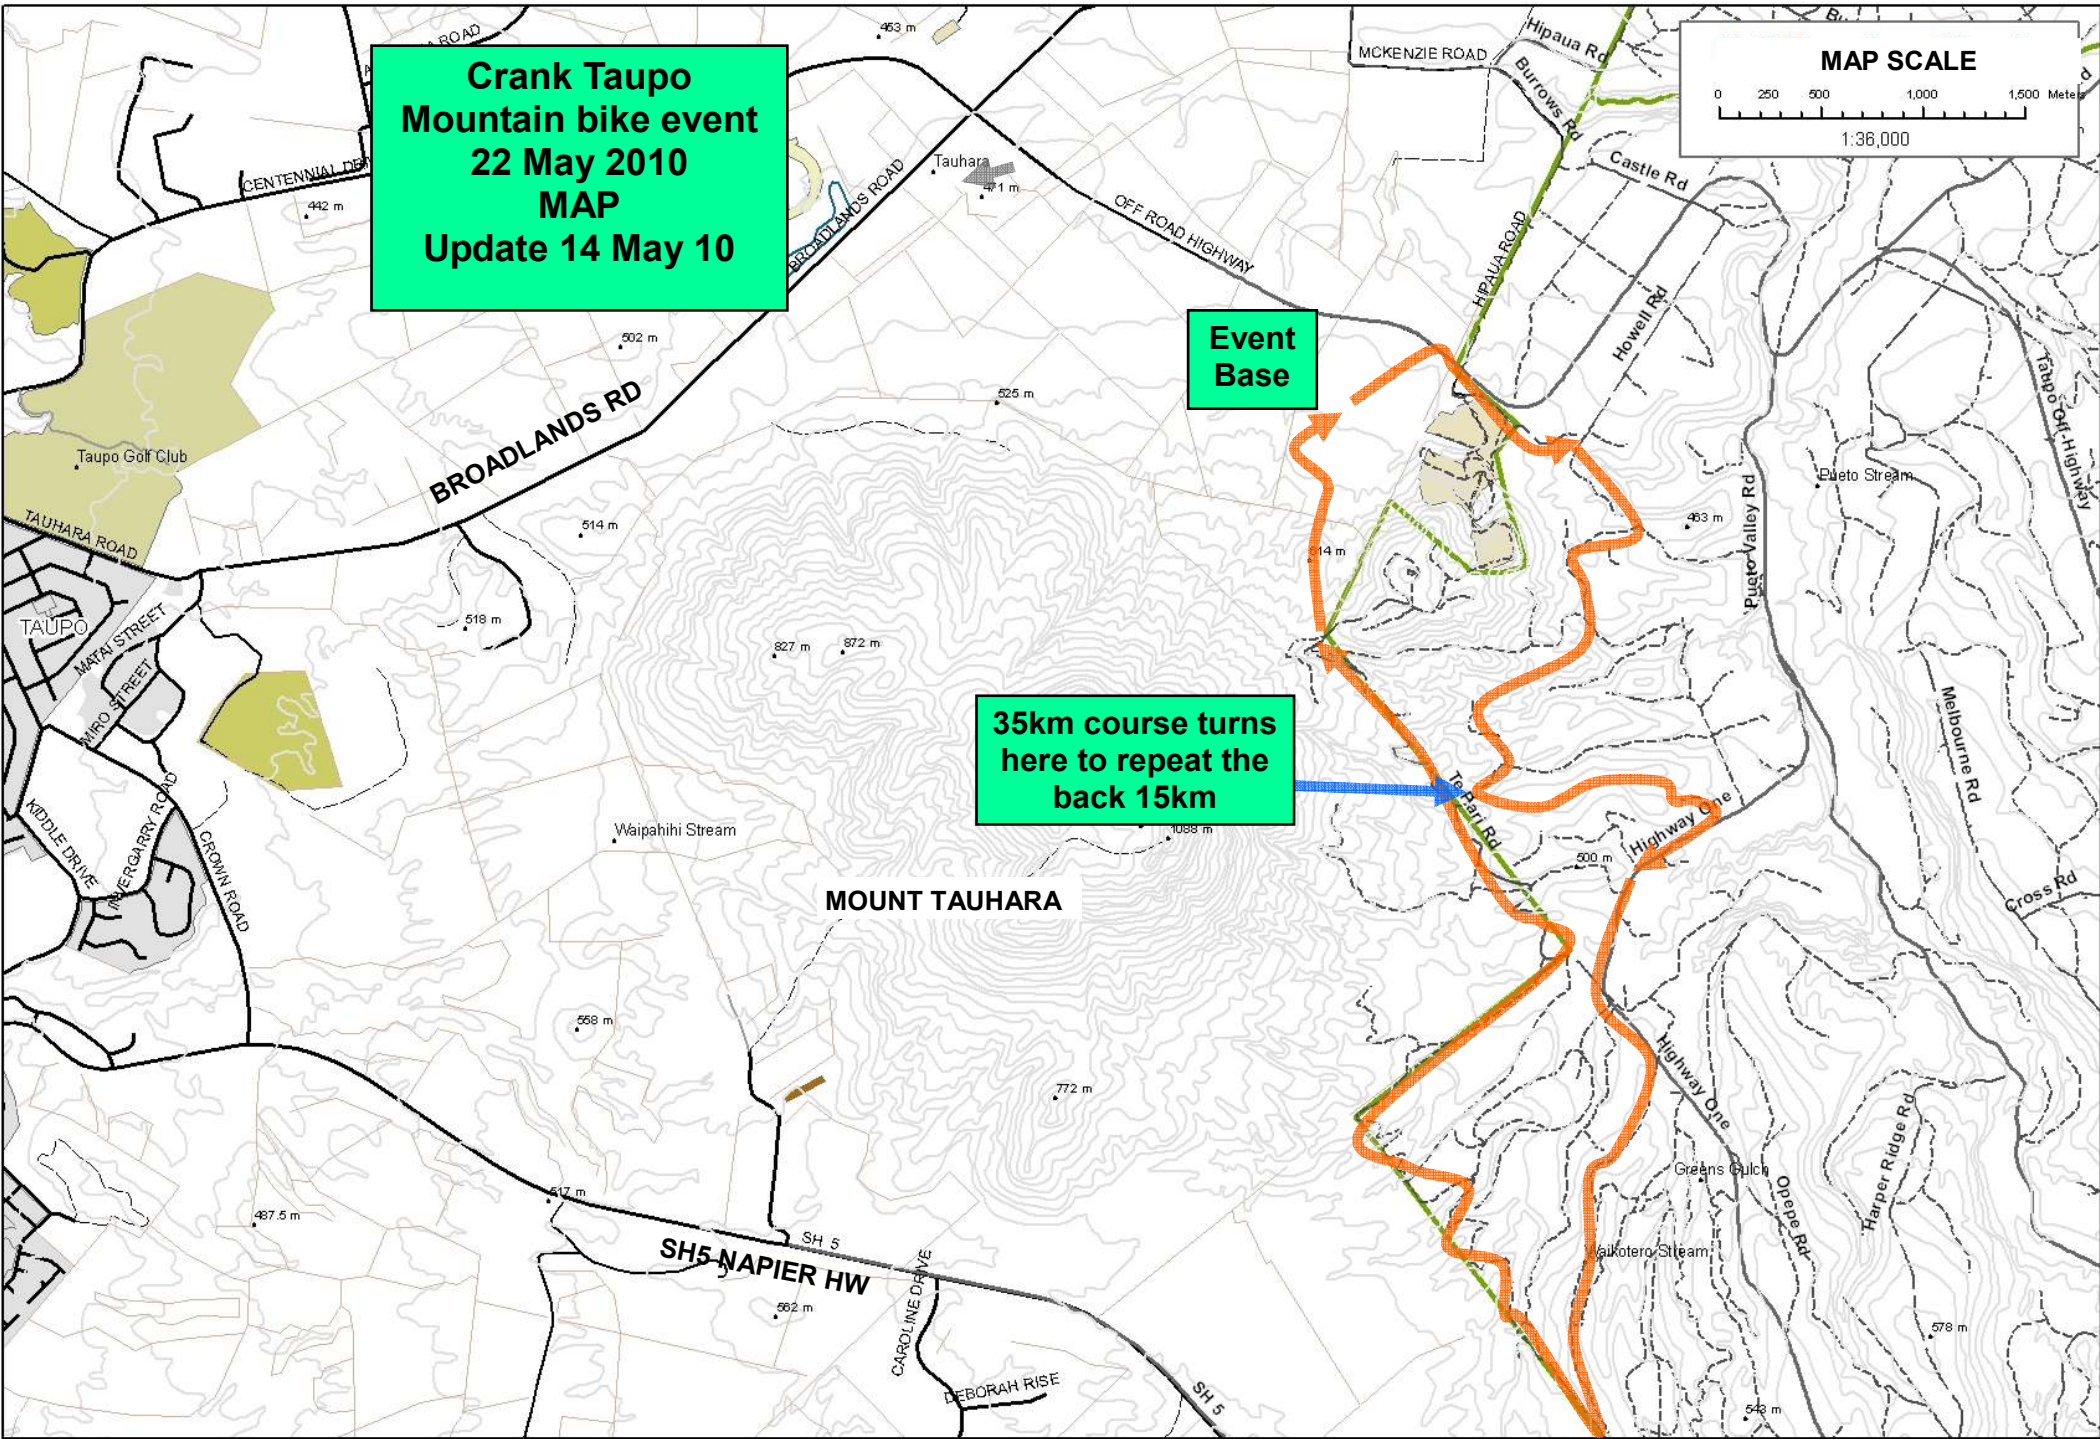 Crank Taupo
Mountain bike event
22 May 2010
MAP
Update 14 May 10
MAP SCALE
0 250 500 1,000 1,500 Meters
1:36,000
Event
Base
35km course turns
here to repeat the
back 15km
MOUNT TAUHARA
BROADLANDS RD
SH5 NAPIER HW
ROAD
453 m
MCKENZIE ROAD
Hipaua Rd
Burrows Rd
Castle Rd
CENTENNIAL
442 m
BROADLANDS ROAD
Tauhara
471 m
OFF ROAD HIGHWAY
HIPAUA ROAD
Howell Rd
Taupo Off-Highway
502 m
525 m
Taupo Golf Club
TAUHARA ROAD
514 m
Pueto Stream
463 m
Pueto Valley Rd
614 m
TAUPO
MATAI STREET
518 m
827 m
872 m
MIRO STREET
Melbourne Rd
KIDDLE DRIVE
INVERGARRY ROAD
CROWN ROAD
Waipahihi Stream
1088 m
Te Pari Rd
Highway One
500 m
Cross Rd
558 m
772 m
Highway One
Harper Ridge Rd
Greens Gulch
Opepe Rd
517 m
487.5 m
SH 5
Waikotero Stream
562 m
CAROLINE DRIVE
DEBORAH RISE
SH 5
578 m
543 m